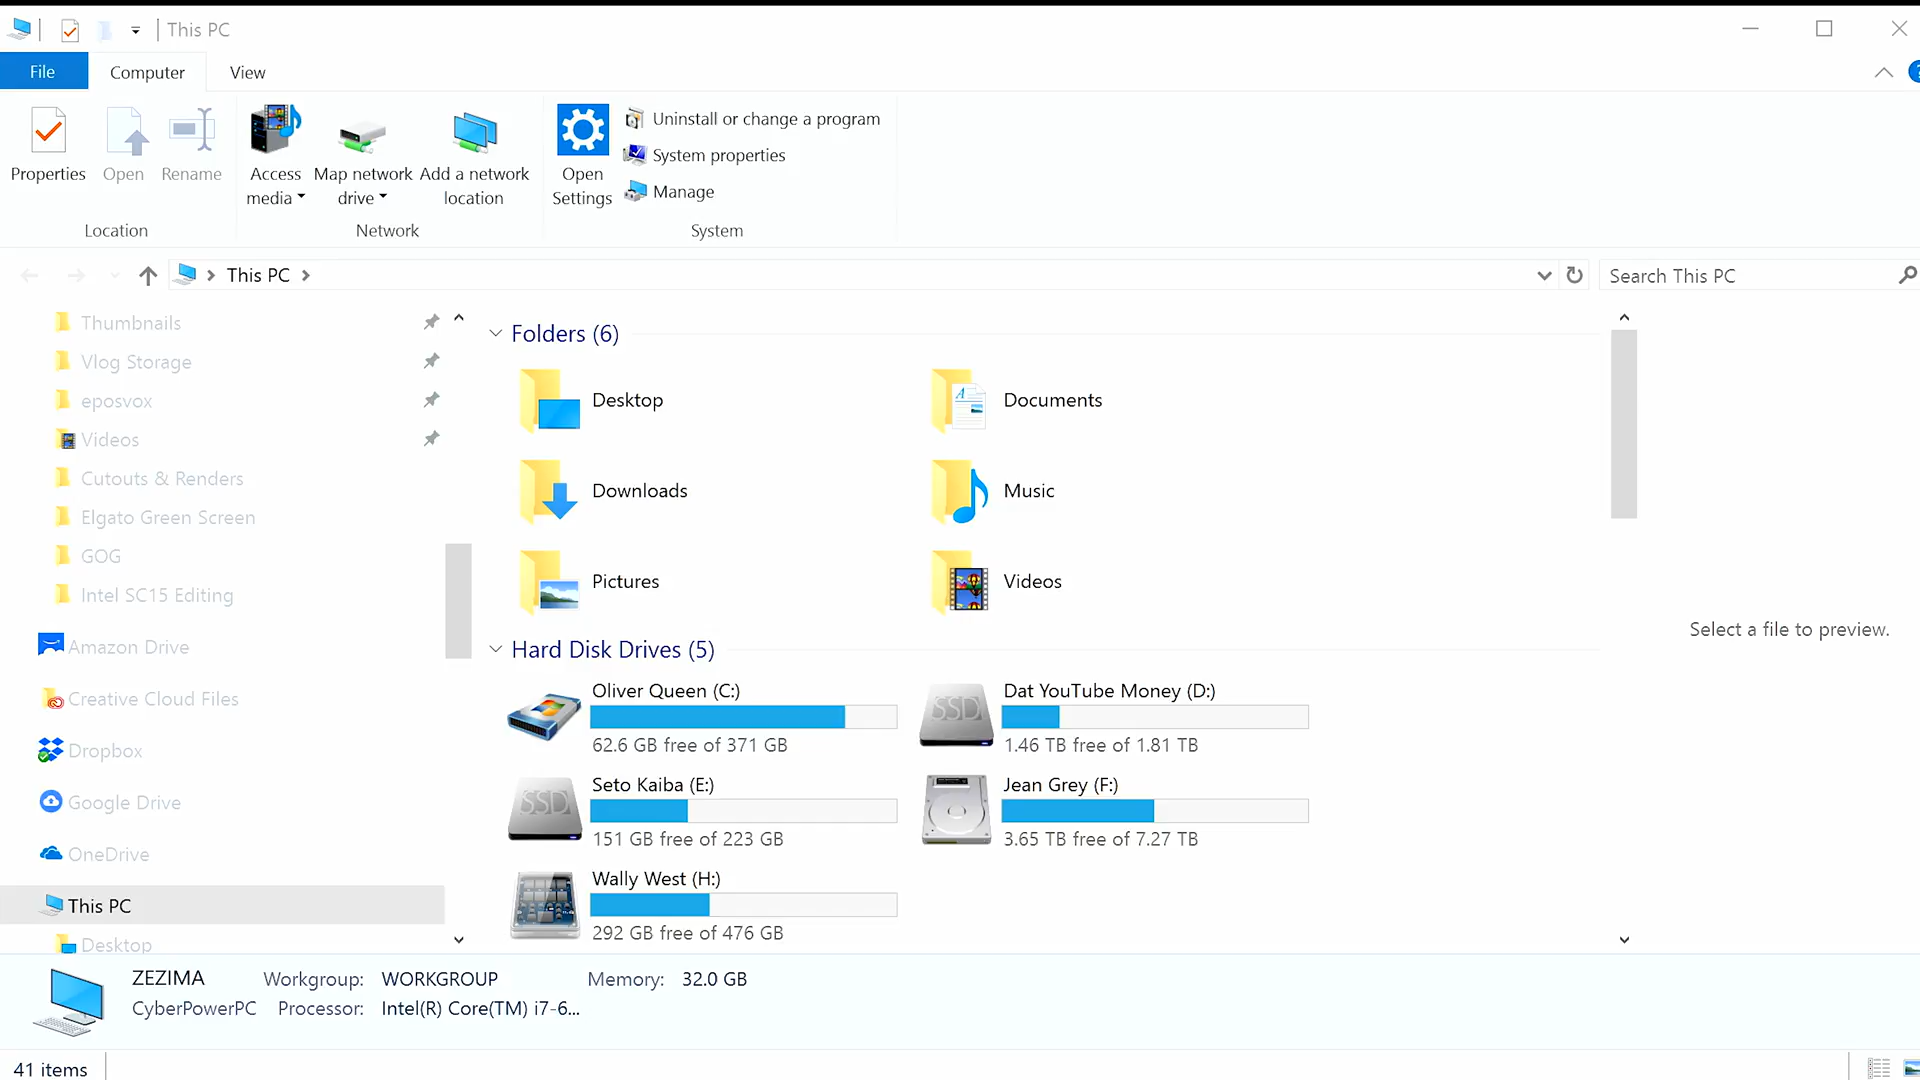 This PC
File
Computer
View
Properties
Open
Rename
Access media
Map network drive
Add a network location
Open Settings
Uninstall or change a program
System properties
Manage
Location
Network
System
This PC
Search This PC
Thumbnails
Vlog Storage
eposvox
Videos
Cutouts & Renders
Elgato Green Screen
GOG
Intel SC15 Editing
Amazon Drive
Creative Cloud Files
Dropbox
Google Drive
OneDrive
This PC
Desktop
Folders (6)
Desktop
Documents
Downloads
Music
Pictures
Videos
Hard Disk Drives (5)
Oliver Queen (C:)
62.6 GB free of 371 GB
Dat YouTube Money (D:)
SSD
1.46 TB free of 1.81 TB
Seto Kaiba (E:)
SSD
151 GB free of 223 GB
Jean Grey (F:)
3.65 TB free of 7.27 TB
Wally West (H:)
292 GB free of 476 GB
Select a file to preview.
ZEZIMA Workgroup: WORKGROUP Memory: 32.0 GB
CyberPowerPC Processor: Intel(R) Core(TM) i7-6...
41 items